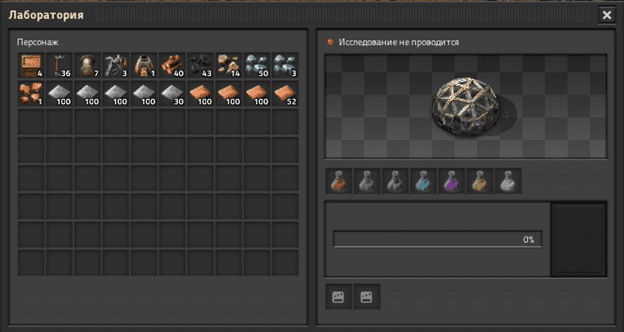 Лаборатория
Персонаж
Исследование не проводится
4 36 7 3 1 40 43 14 50 3
1 100 100 100 100 30 100 100 100 52
0%